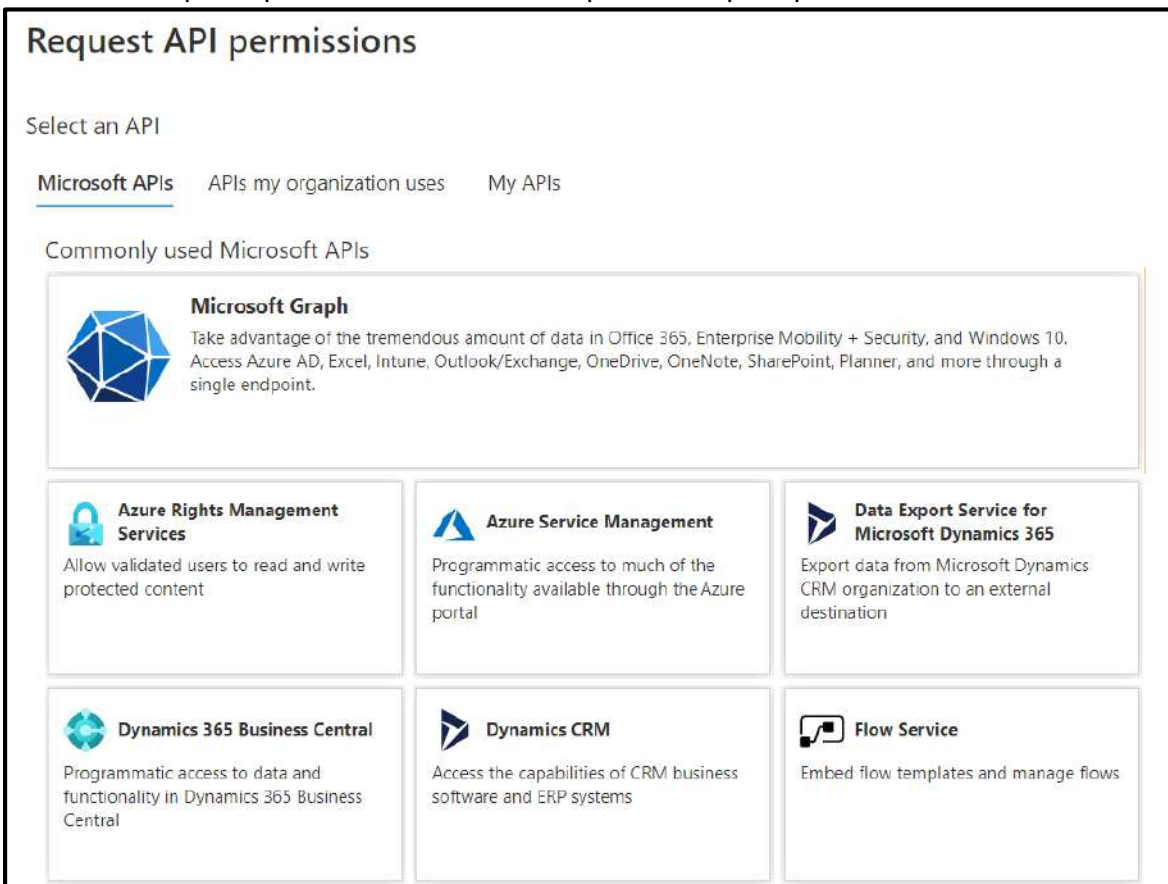 Request API permissions
Select an API
Microsoft APIs APIs my organization uses My APIs
Commonly used Microsoft APIs
Microsoft Graph
Take advantage of the tremendous amount of data in Office 365, Enterprise Mobility + Security, and Windows 10.
Access Azure AD, Excel, Intune, Outlook/Exchange, OneDrive, OneNote, SharePoint, Planner, and more through a
single endpoint.
Azure Rights Management
Services
Allow validated users to read and write
protected content
Azure Service Management
Programmatic access to much of the
functionality available through the Azure
portal
Data Export Service for
Microsoft Dynamics 365
Export data from Microsoft Dynamics
CRM organization to an external
destination
Dynamics 365 Business Central
Programmatic access to data and
functionality in Dynamics 365 Business
Central
Dynamics CRM
Access the capabilities of CRM business
software and ERP systems
Flow Service
Embed flow templates and manage flows